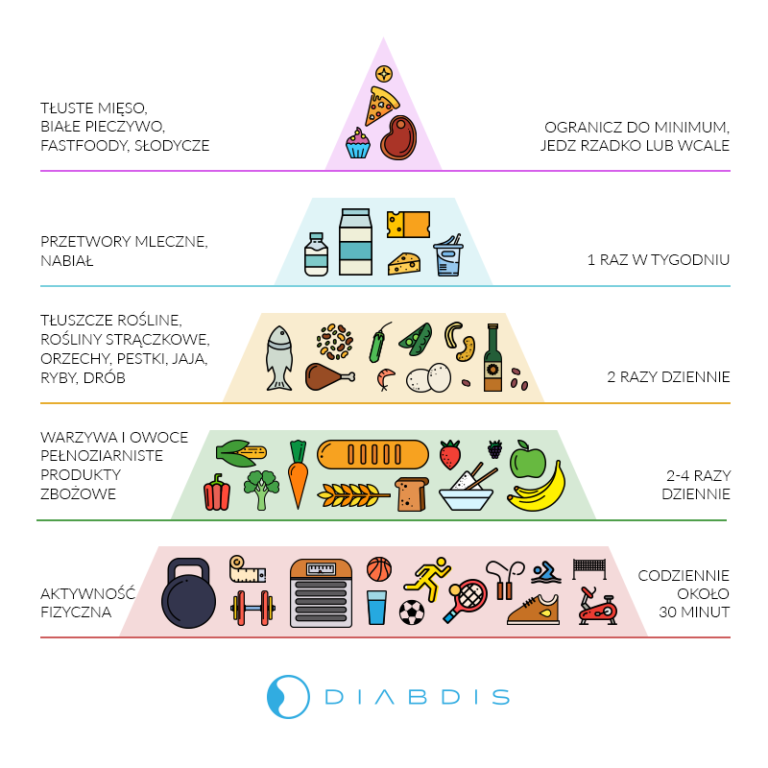 TŁUSTE MIĘSO,
BIAŁE PIECZYWO,
FASTFOODY, SŁODYCZE
OGRANICZ DO MINIMUM,
JEDZ RZADKO LUB WCALE
PRZETWORY MLECZNE,
NABIAŁ
1 RAZ W TYGODNIU
TŁUSZCZE ROŚLINE,
ROŚLINY STRĄCZKOWE,
ORZECHY, PESTKI, JAJA,
RYBY, DRÓB
2 RAZY DZIENNIE
WARZYWA I OWOCE
PEŁNOZIARNISTE
PRODUKTY
ZBOŻOWE
2-4 RAZY
DZIENNIE
AKTYWNOŚĆ
FIZYCZNA
CODZIENNIE
OKOŁO
30 MINUT
DIABDIS